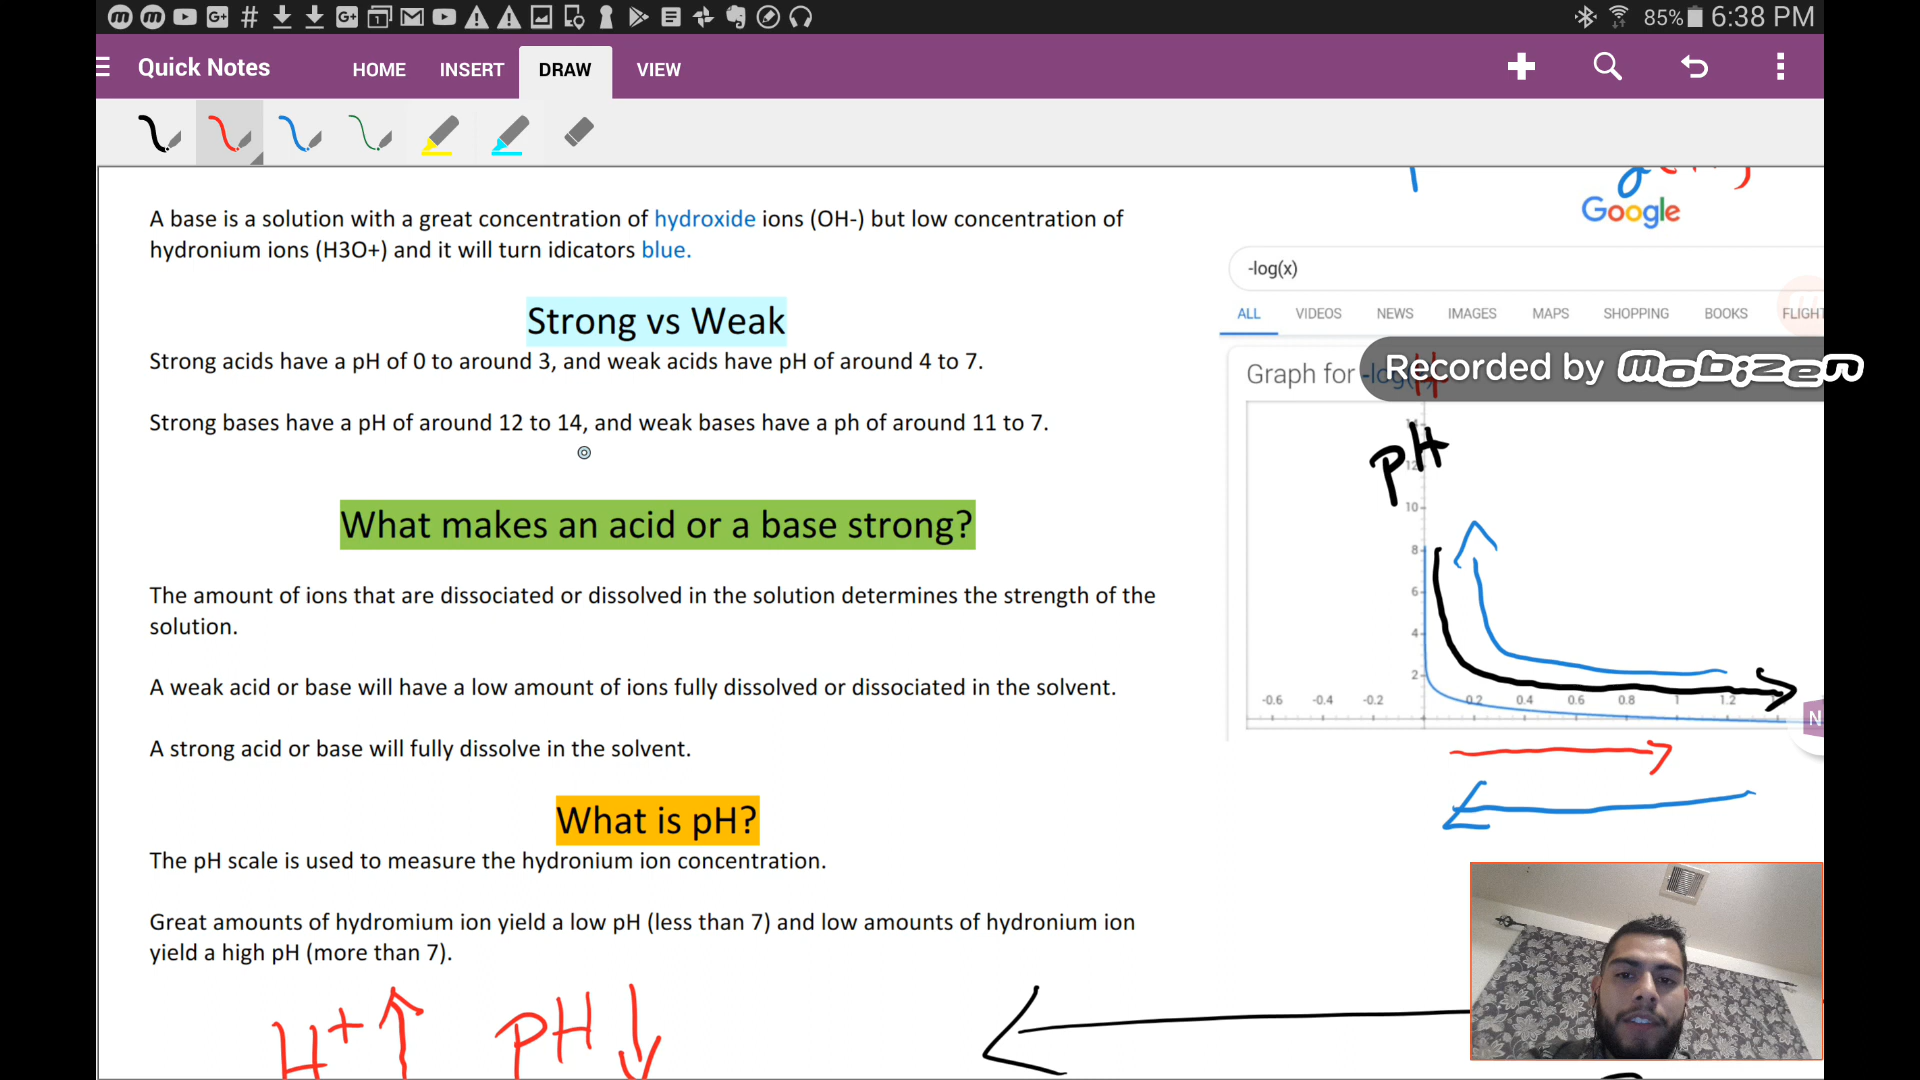 85% 6:38 PM
Quick Notes HOME INSERT DRAW VIEW
A base is a solution with a great concentration of hydroxide ions (OH-) but low concentration of
hydronium ions (H3O+) and it will turn idicators blue.
Strong vs Weak
Strong acids have a pH of 0 to around 3, and weak acids have pH of around 4 to 7.
Strong bases have a pH of around 12 to 14, and weak bases have a ph of around 11 to 7.
What makes an acid or a base strong?
The amount of ions that are dissociated or dissolved in the solution determines the strength of the
solution.
A weak acid or base will have a low amount of ions fully dissolved or dissociated in the solvent.
A strong acid or base will fully dissolve in the solvent.
What is pH?
The pH scale is used to measure the hydronium ion concentration.
Great amounts of hydromium ion yield a low pH (less than 7) and low amounts of hydronium ion
yield a high pH (more than 7).
H+ pH
Google
-log(x)
ALL VIDEOS NEWS IMAGES MAPS SHOPPING BOOKS FLIGHT
Graph for
Recorded by mobizen
pH
14
12
10
8
6
4
2
-0.6 -0.4 -0.2 0.2 0.4 0.6 0.8 1 1.2
N